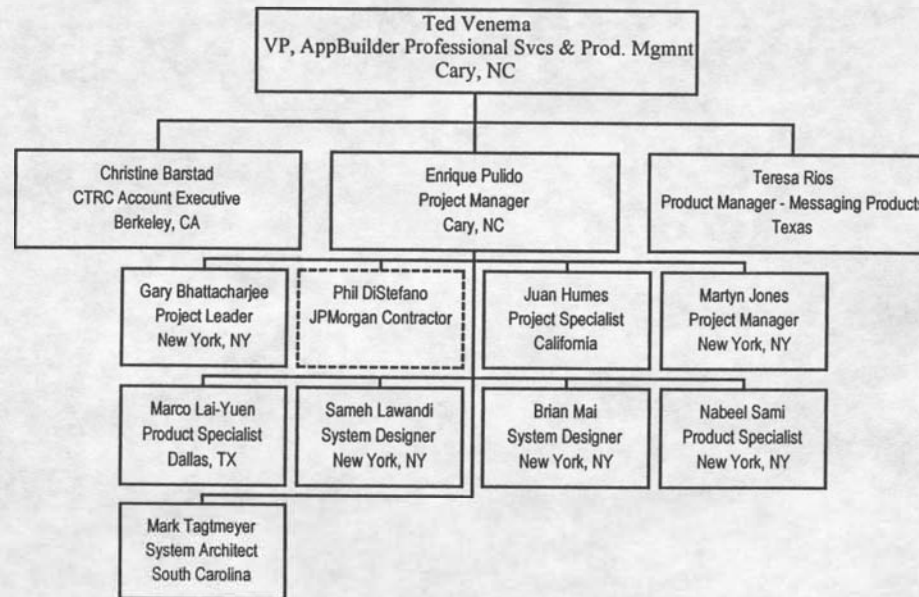 Ted Venema
VP, AppBuilder Professional Svcs & Prod. Mgmnt
Cary, NC
Christine Barstad
CTRC Account Executive
Berkeley, CA
Enrique Pulido
Project Manager
Cary, NC
Teresa Rios
Product Manager - Messaging Products
Texas
Gary Bhattacharjee
Project Leader
New York, NY
Phil DiStefano
JPMorgan Contractor
Juan Humes
Project Specialist
California
Martyn Jones
Project Manager
New York, NY
Marco Lai-Yuen
Product Specialist
Dallas, TX
Sameh Lawandi
System Designer
New York, NY
Brian Mai
System Designer
New York, NY
Nabeel Sami
Product Specialist
New York, NY
Mark Tagtmeyer
System Architect
South Carolina